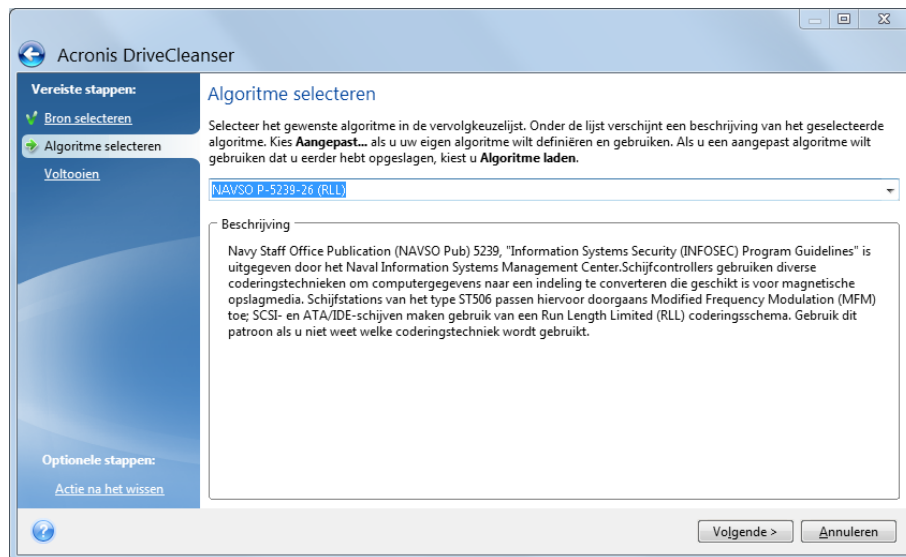 Acronis DriveCleanser
Vereiste stappen:
Bron selecteren
Algoritme selecteren
Voltooien
Optionele stappen:
Actie na het wissen
Algoritme selecteren
Selecteer het gewenste algoritme in de vervolgkeuzelijst. Onder de lijst verschijnt een beschrijving van het geselecteerde
algoritme. Kies Aangepast... als u uw eigen algoritme wilt definiëren en gebruiken. Als u een aangepast algoritme wilt
gebruiken dat u eerder hebt opgeslagen, kiest u Algoritme laden.
NAVSO P-5239-26 (RLL)
Beschrijving
Navy Staff Office Publication (NAVSO Pub) 5239, "Information Systems Security (INFOSEC) Program Guidelines" is
uitgegeven door het Naval Information Systems Management Center.Schijfcontrollers gebruiken diverse
coderingstechnieken om computergegevens naar een indeling te converteren die geschikt is voor magnetische
opslagmedia. Schijfstations van het type ST506 passen hiervoor doorgaans Modified Frequency Modulation (MFM)
toe; SCSI- en ATA/IDE-schijven maken gebruik van een Run Length Limited (RLL) coderingsschema. Gebruik dit
patroon als u niet weet welke coderingstechniek wordt gebruikt.
Volgende >
Annuleren